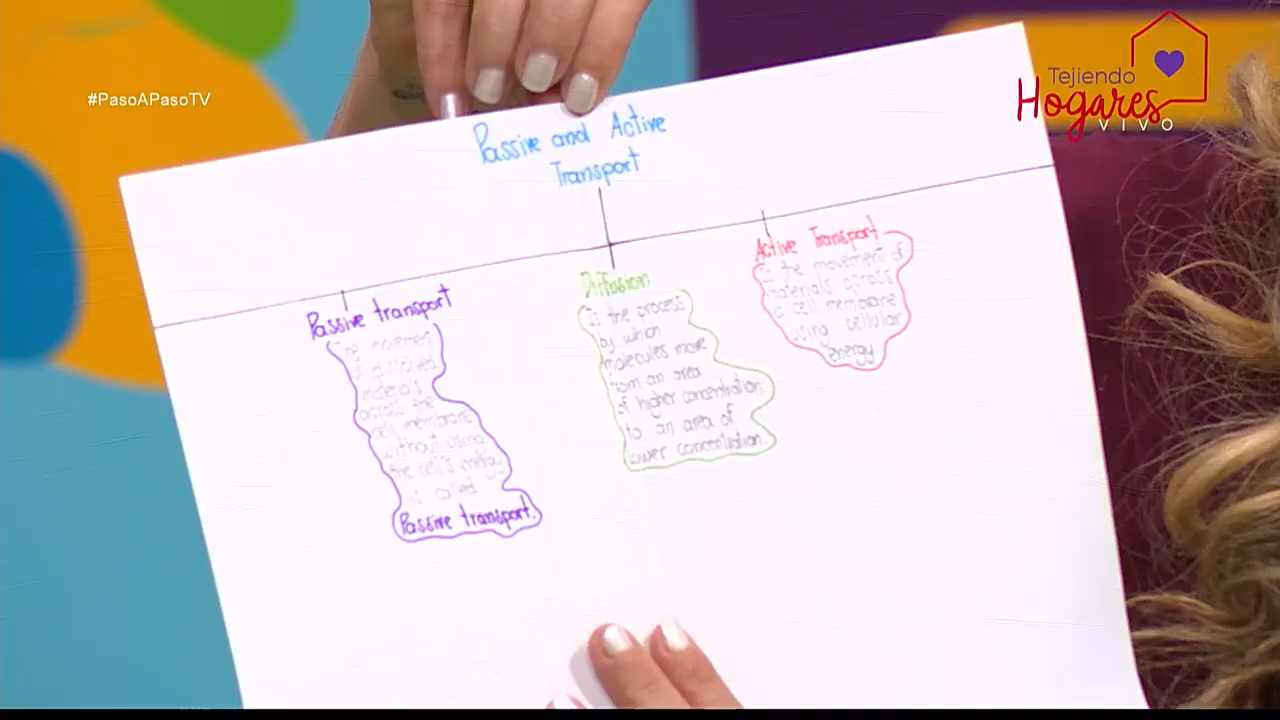 #PasoAPasoTV
Tejiendo
Hogares
VIVO
Passive and Active
Transport
Passive transport
The movement
of dissolved
materials
across the
cell membrane
without using
the cell's energy
is called
Passive transport.
Diffusion
Is the process
by which
molecules move
from an area
of higher concentration
to an area of
lower concentration.
Active Transport
Is the movement of
materials across
a cell membrane
using cellular
energy